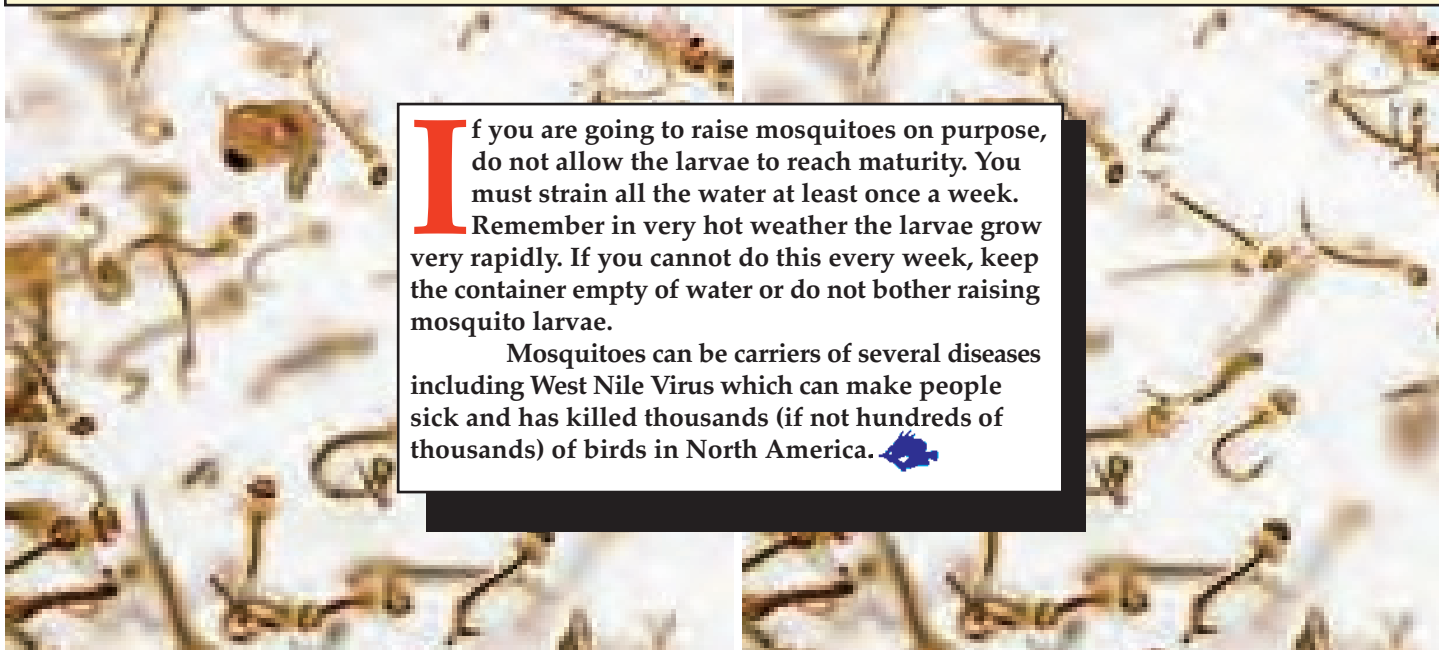 If you are going to raise mosquitoes on purpose,
do not allow the larvae to reach maturity. You
must strain all the water at least once a week.
Remember in very hot weather the larvae grow
very rapidly. If you cannot do this every week, keep
the container empty of water or do not bother raising
mosquito larvae.
Mosquitoes can be carriers of several diseases
including West Nile Virus which can make people
sick and has killed thousands (if not hundreds of
thousands) of birds in North America.